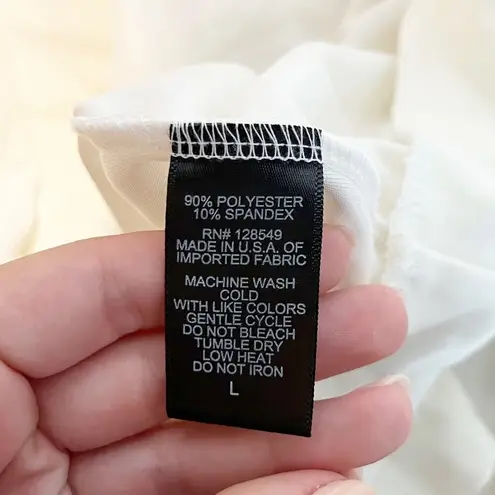 90% POLYESTER
10% SPANDEX
RN# 128549
MADE IN U.S.A. OF
IMPORTED FABRIC
MACHINE WASH
COLD
WITH LIKE COLORS
GENTLE CYCLE
DO NOT BLEACH
TUMBLE DRY
LOW HEAT
DO NOT IRON
L